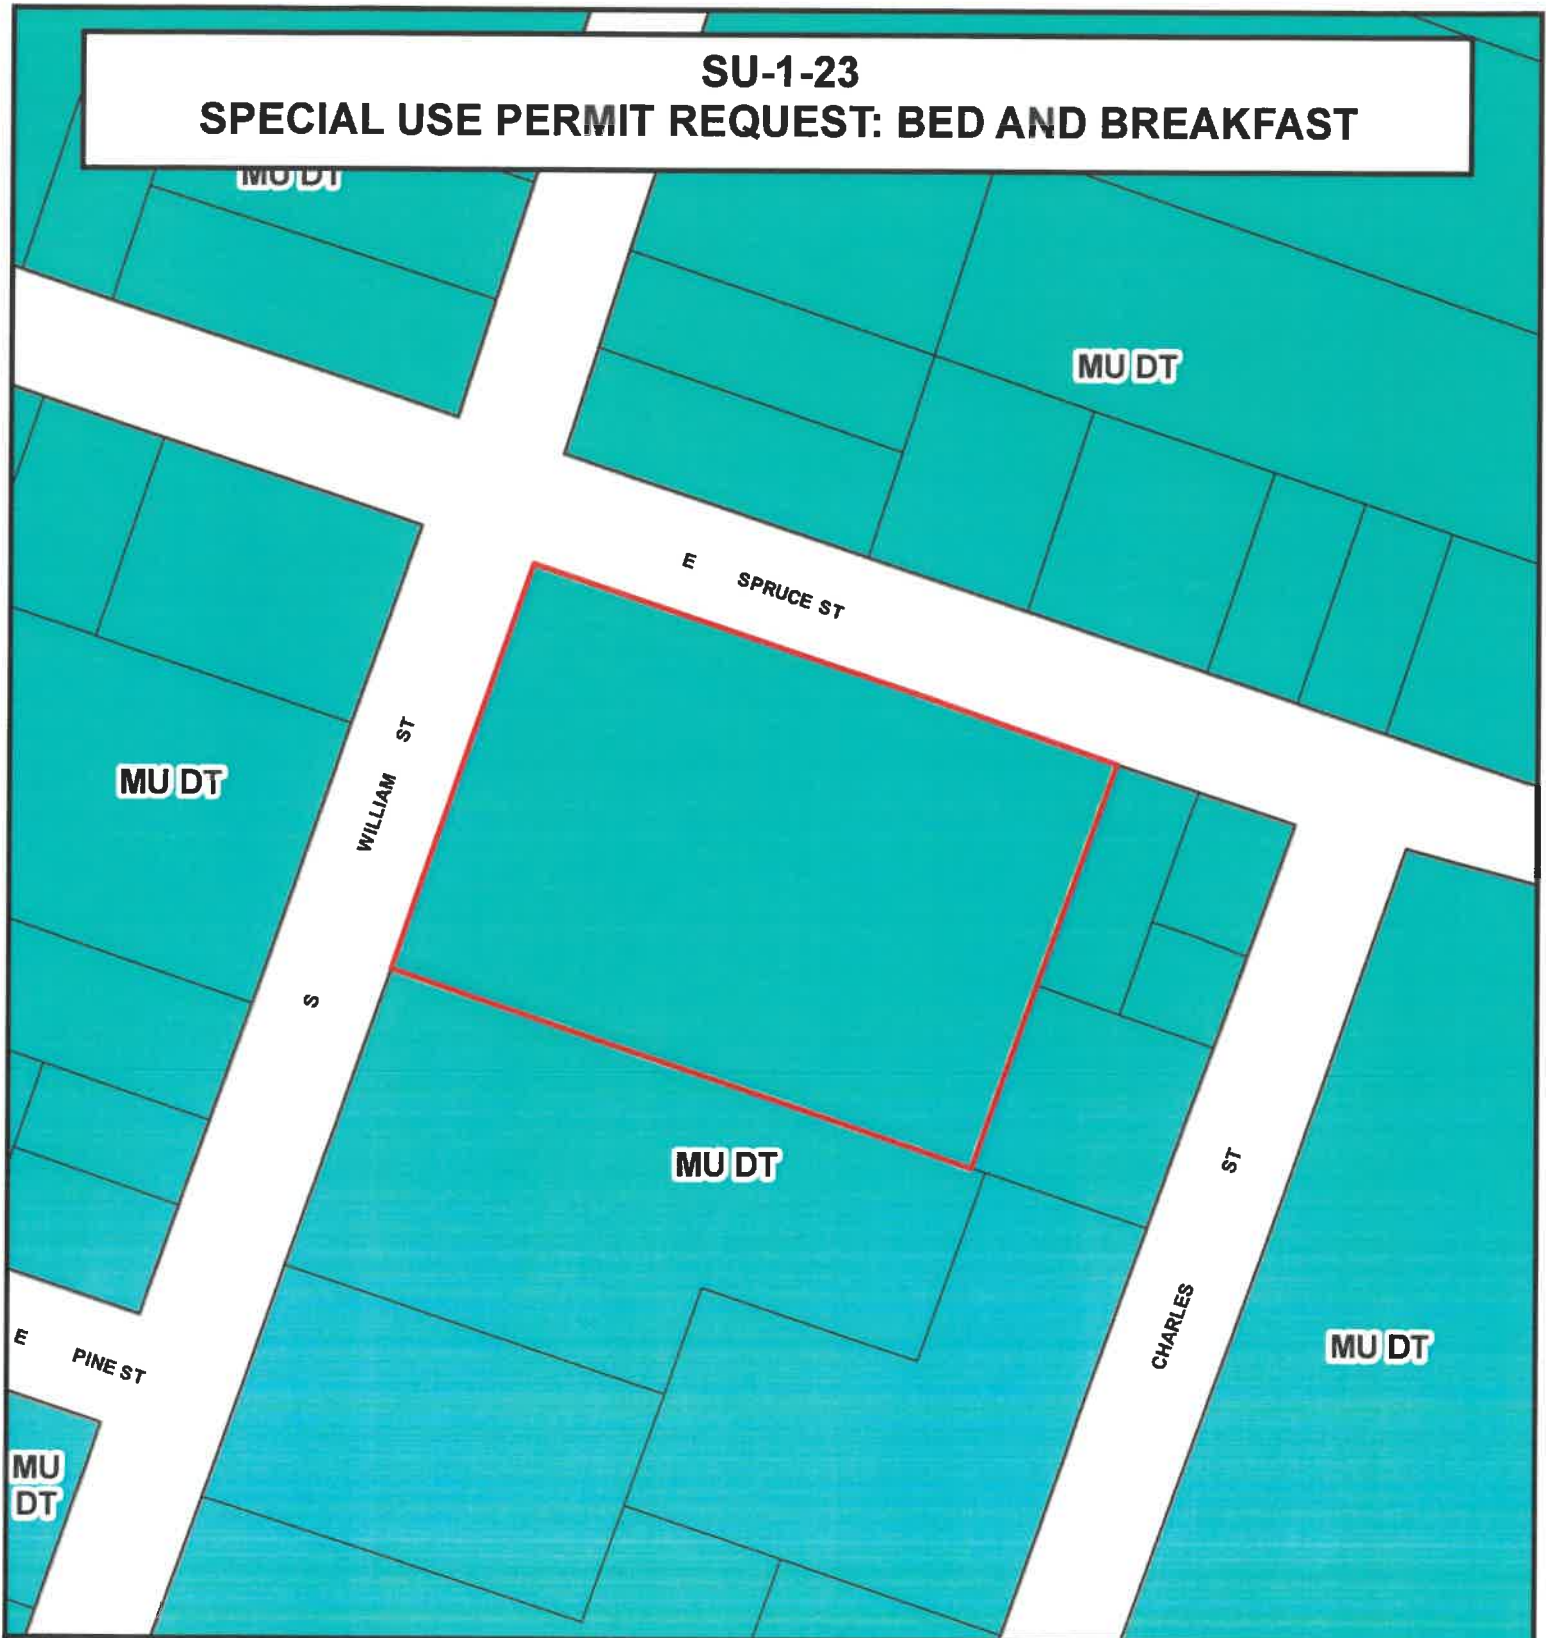 SU-1-23
SPECIAL USE PERMIT REQUEST: BED AND BREAKFAST
MU DT
MU DT
E SPRUCE ST
S WILLIAM ST
MU DT
MU DT
CHARLES ST
MU DT
E PINE ST
MU
DT